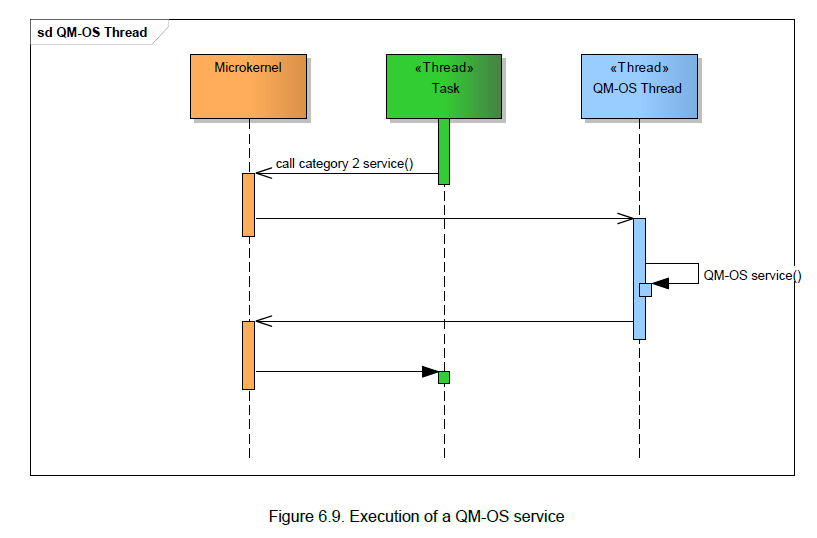 sd QM-OS Thread
Microkernel
«Thread»
Task
«Thread»
QM-OS Thread
call category 2 service()
QM-OS service()
Figure 6.9. Execution of a QM-OS service